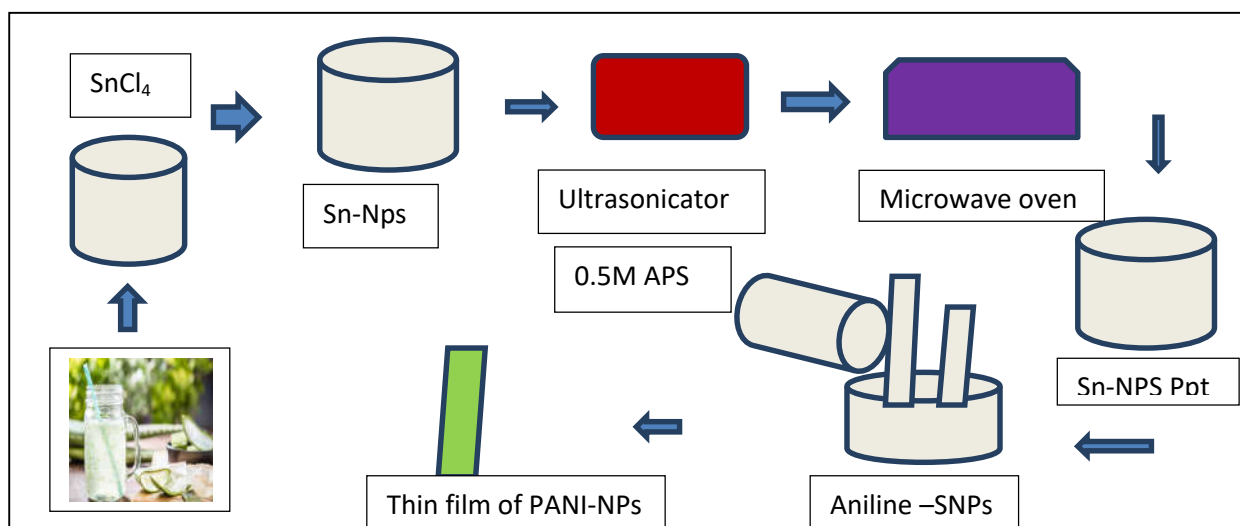 SnCl₄
Sn-Nps
Ultrasonicator
Microwave oven
Sn-NPS Ppt
0.5M APS
Aniline –SNPs
Thin film of PANI-NPs